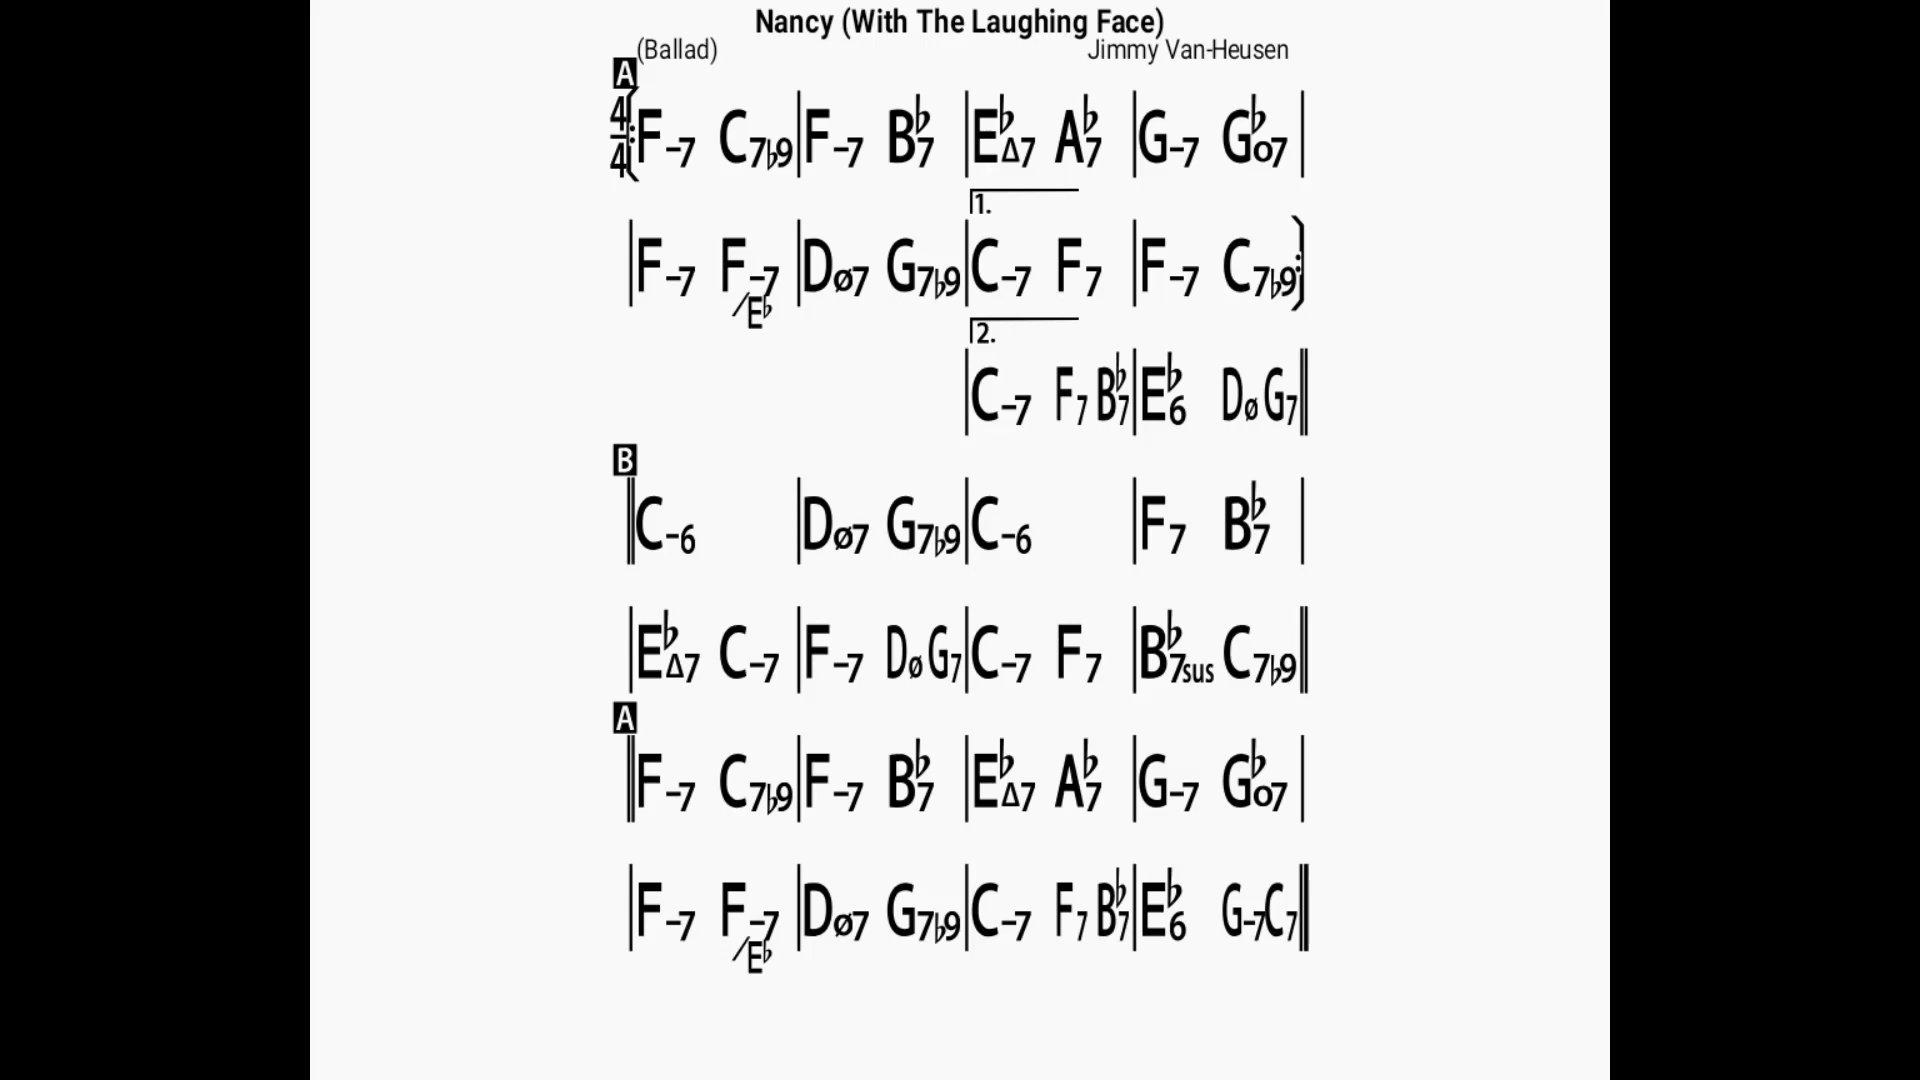 Nancy (With The Laughing Face)
(Ballad) Jimmy Van-Heusen
A
4/4 F–7 C7♭9 | F–7 B♭7 | E♭Δ7 A♭7 | G–7 G♭o7 |
1.
| F–7 F–7/E♭ | Dø7 G7♭9 | C–7 F7 | F–7 C7♭9
2.
| C–7 F7 B♭7 | E♭6 Dø G7 ||
B
|| C–6 | Dø7 G7♭9 | C–6 | F7 B♭7 |
| E♭Δ7 C–7 | F–7 Dø G7 | C–7 F7 | B♭7sus C7♭9 ||
A
|| F–7 C7♭9 | F–7 B♭7 | E♭Δ7 A♭7 | G–7 G♭o7 |
| F–7 F–7/E♭ | Dø7 G7♭9 | C–7 F7 B♭7 | E♭6 G–7 C7 ||